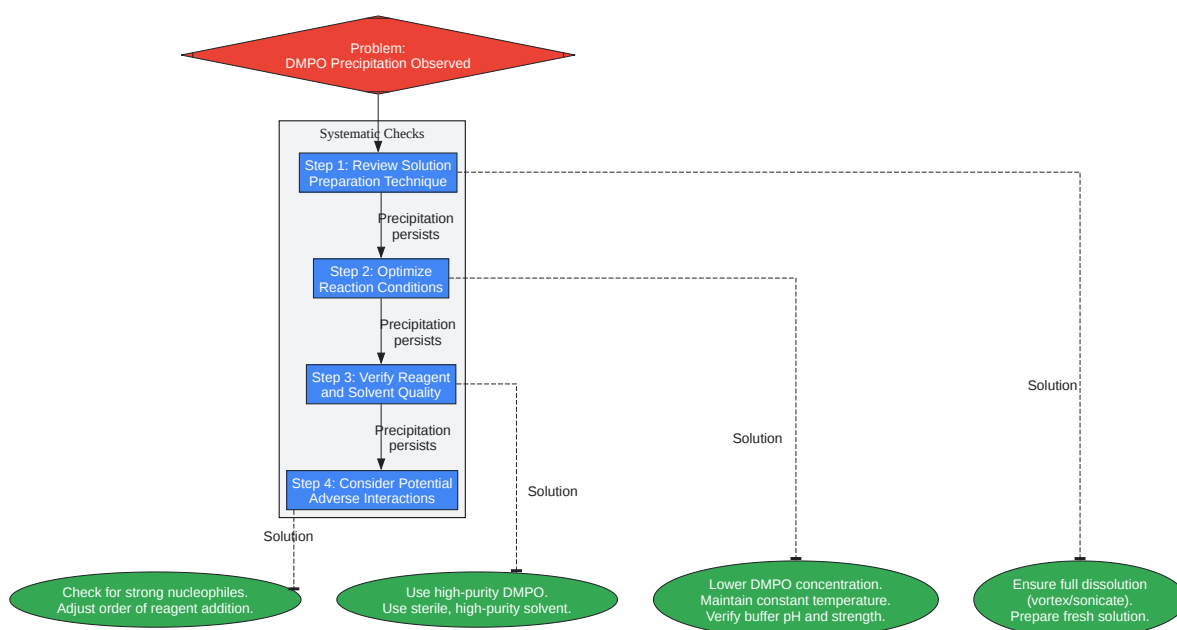 Problem:
DMPO Precipitation Observed
Systematic Checks
Step 1: Review Solution
Preparation Technique
Precipitation
persists
Step 2: Optimize
Reaction Conditions
Precipitation
persists
Step 3: Verify Reagent
and Solvent Quality
Solution
Precipitation
persists
Solution
Step 4: Consider Potential
Adverse Interactions
Solution
Solution
Check for strong nucleophiles.
Adjust order of reagent addition.
Use high-purity DMPO.
Use sterile, high-purity solvent.
Lower DMPO concentration.
Maintain constant temperature.
Verify buffer pH and strength.
Ensure full dissolution
(vortex/sonicate).
Prepare fresh solution.